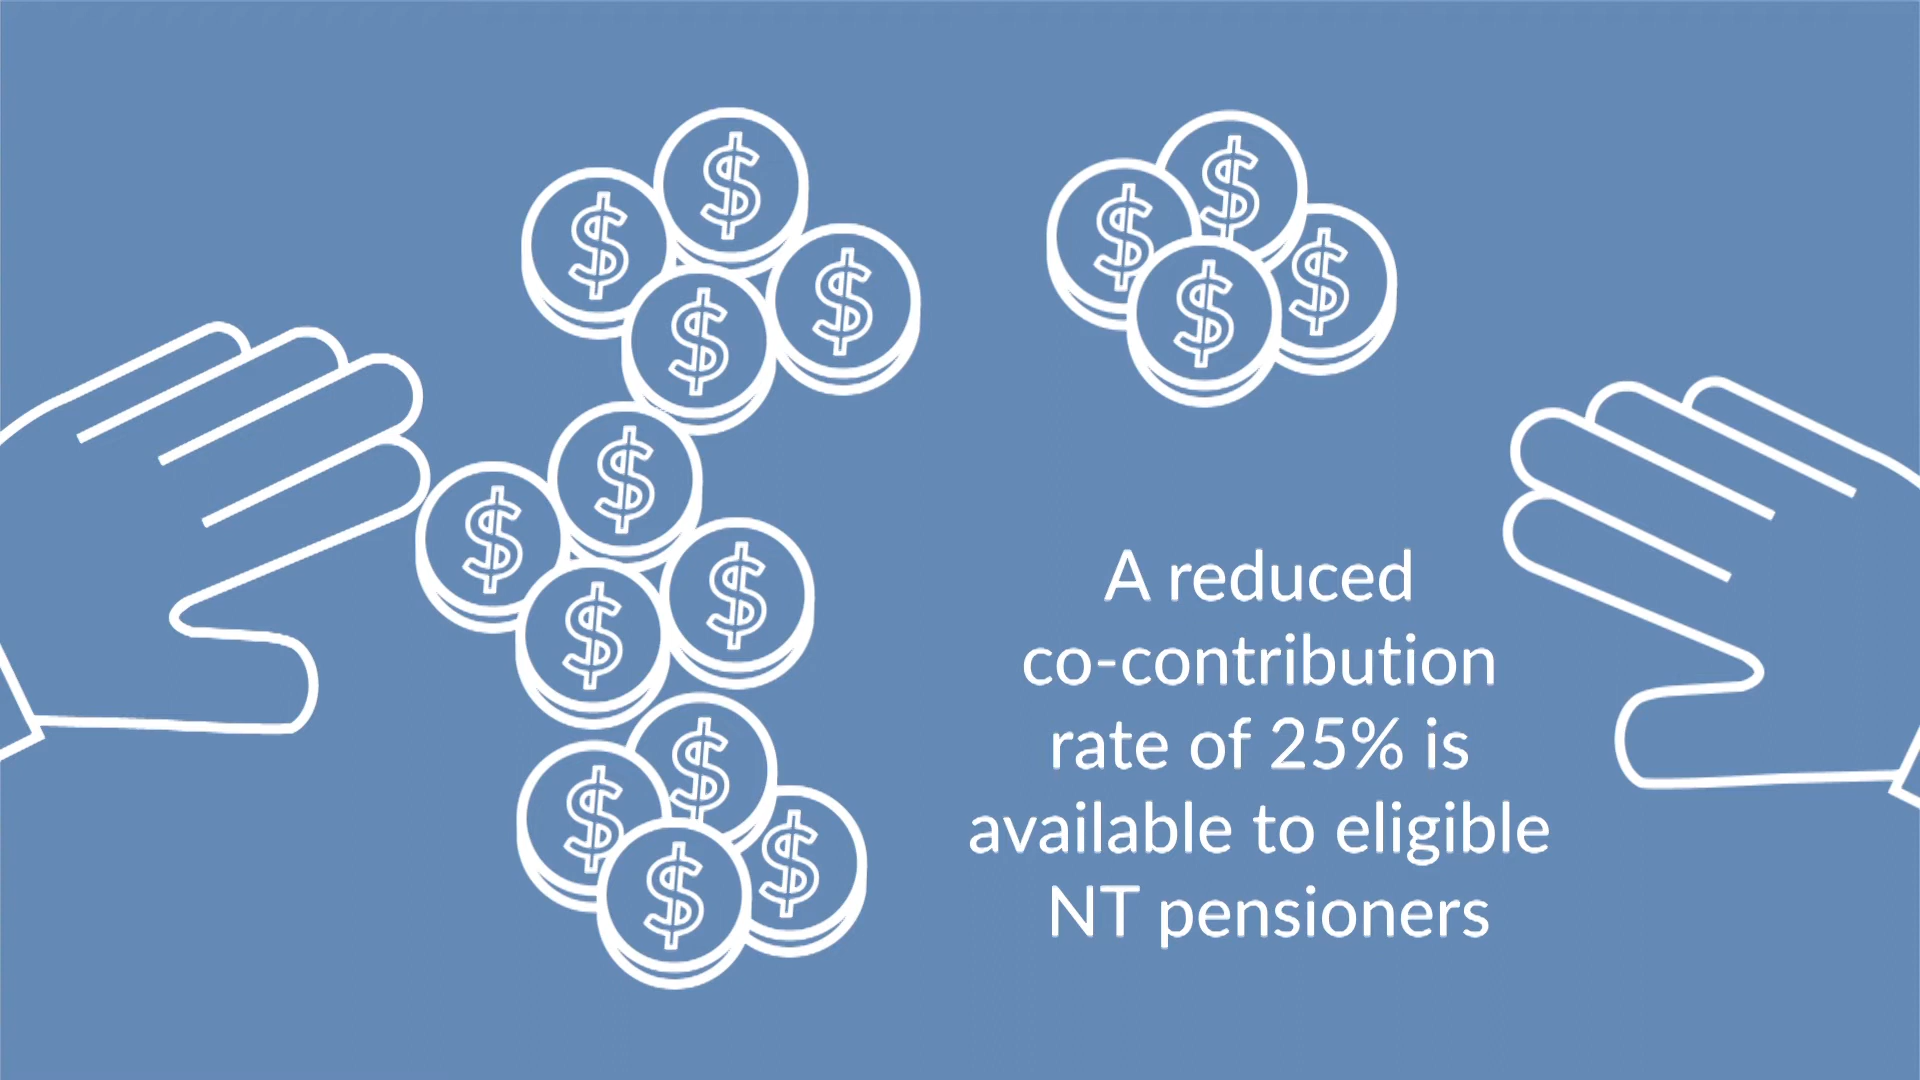 A reduced
co-contribution
rate of 25% is
available to eligible
NT pensioners